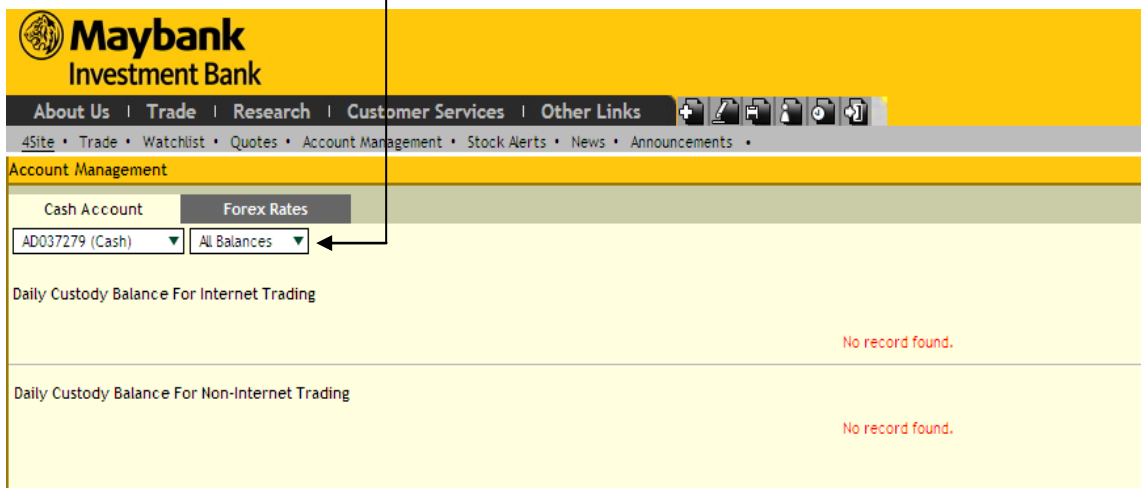 Maybank
Investment Bank
About Us | Trade | Research | Customer Services | Other Links
4Site • Trade • Watchlist • Quotes • Account Management • Stock Alerts • News • Announcements •
Account Management
Cash Account Forex Rates
AD037279 (Cash) All Balances
Daily Custody Balance For Internet Trading
No record found.
Daily Custody Balance For Non-Internet Trading
No record found.